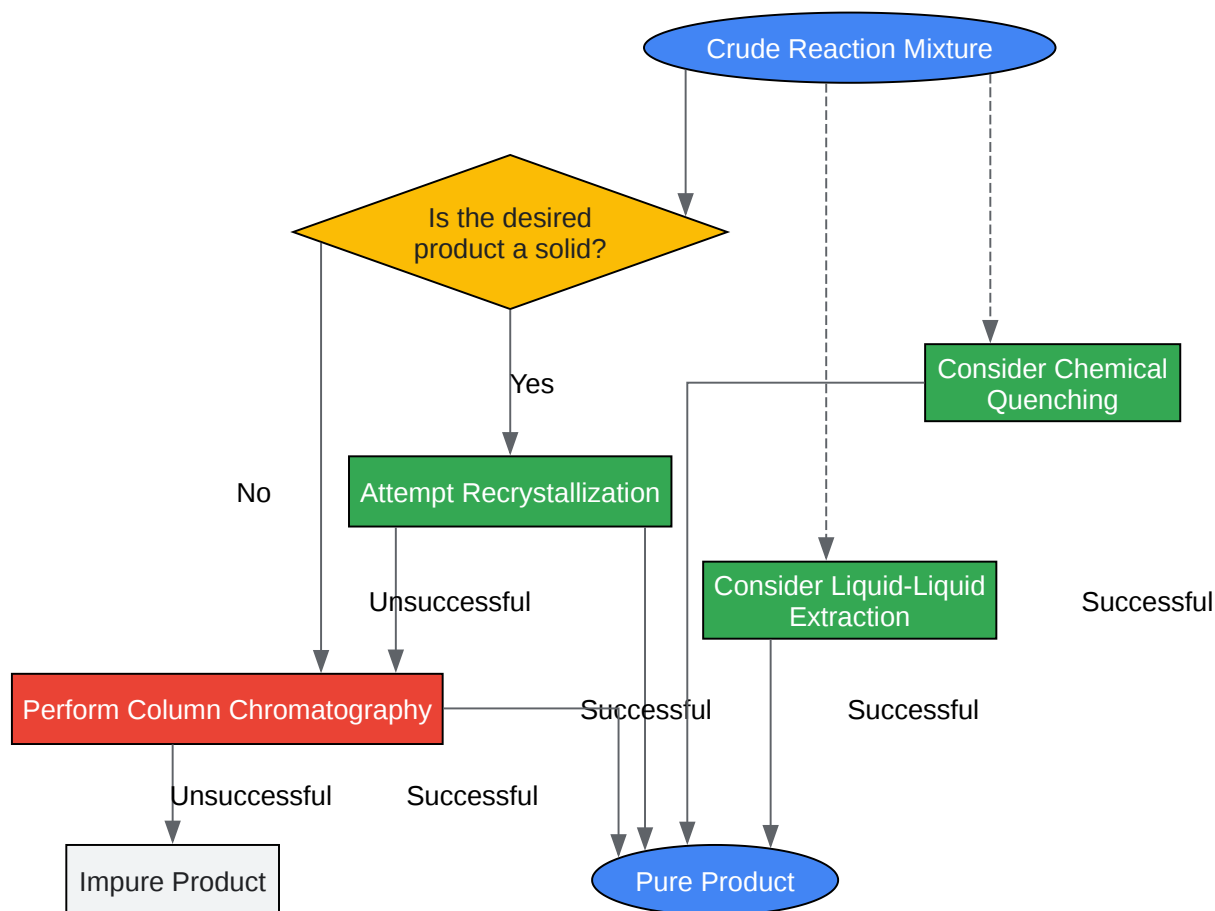 Crude Reaction Mixture
Is the desired
product a solid?
Consider Chemical
Quenching
Yes
No
Attempt Recrystallization
Consider Liquid-Liquid
Extraction
Unsuccessful
Successful
Perform Column Chromatography
Successful
Successful
Unsuccessful
Successful
Impure Product
Pure Product